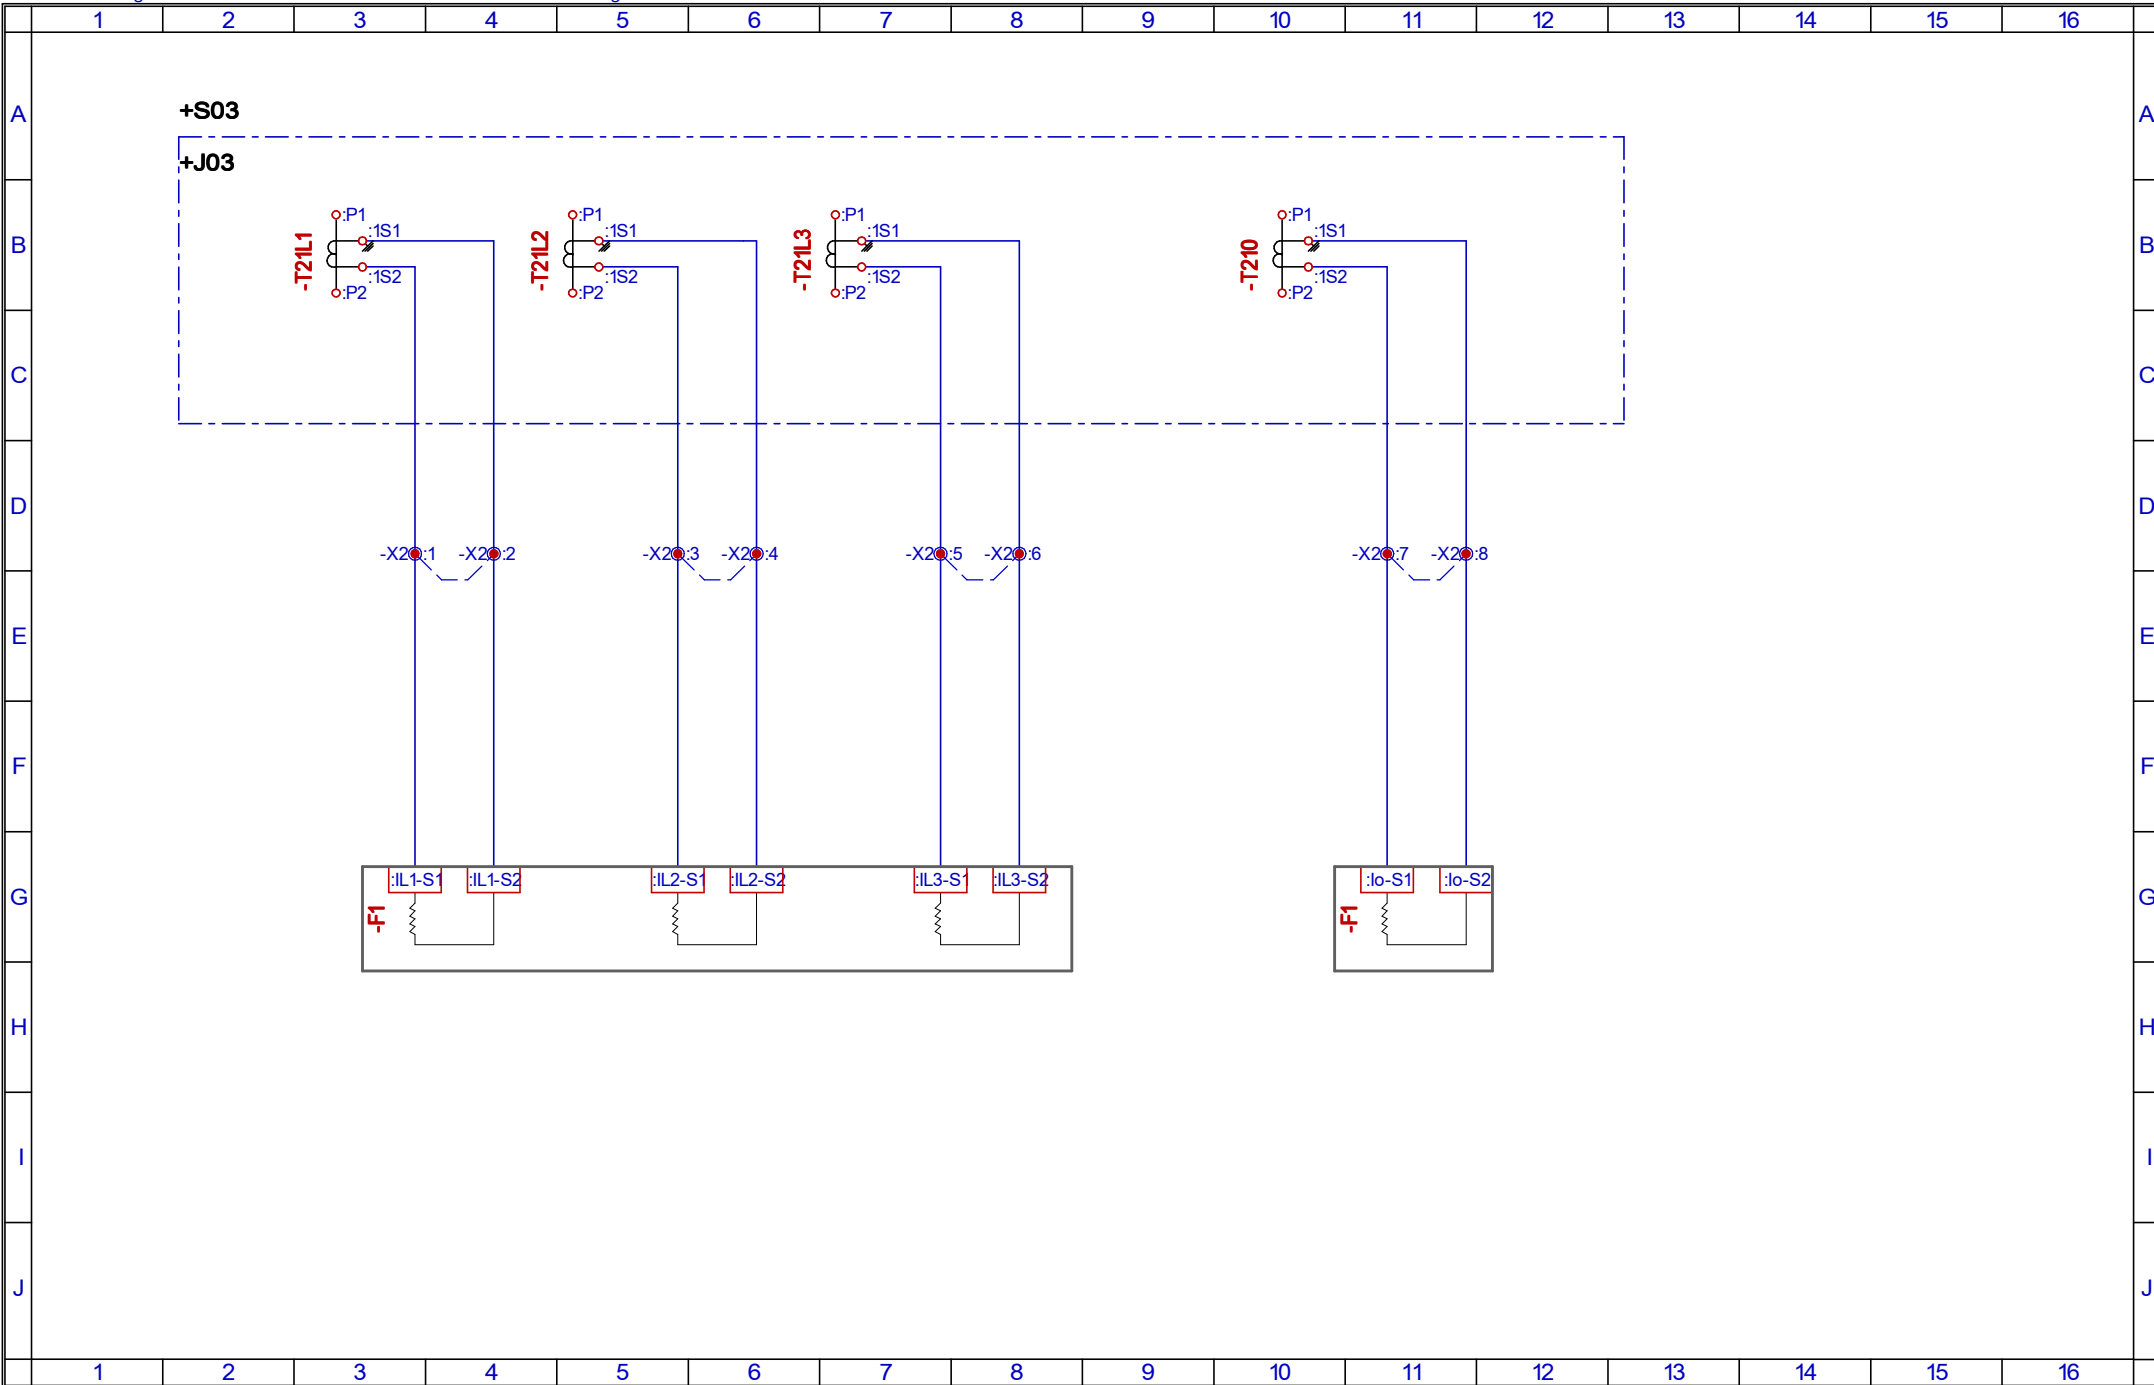 1 2 3 4 5 6 7 8 9 10 11 12 13 14 15 16
A A
+S03
+J03
B B
-T21L1 :P1 :1S1 :1S2 :P2
-T21L2 :P1 :1S1 :1S2 :P2
-T21L3 :P1 :1S1 :1S2 :P2
-T210 :P1 :1S1 :1S2 :P2
C C
D D
-X2 :1 -X2 :2 -X2 :3 -X2 :4 -X2 :5 -X2 :6 -X2 :7 -X2 :8
E E
F F
G G
-F1 :IL1-S1 :IL1-S2 :IL2-S1 :IL2-S2 :IL3-S1 :IL3-S2
-F1 :Io-S1 :Io-S2
H H
I I
J J
1 2 3 4 5 6 7 8 9 10 11 12 13 14 15 16